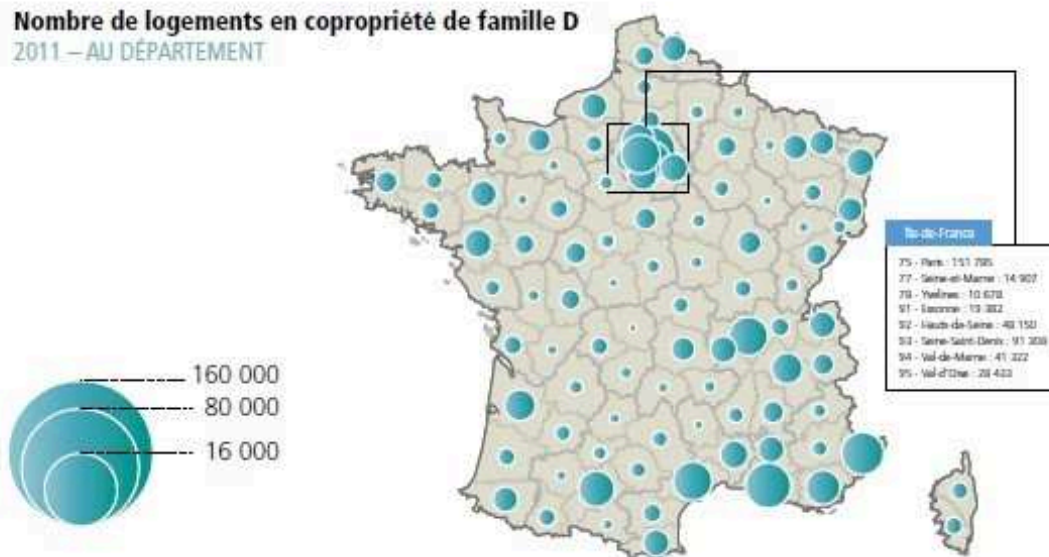 Nombre de logements en copropriété de famille D
2011 – AU DÉPARTEMENT
160 000
80 000
16 000
Île-de-France
75 - Paris : 151 785
77 - Seine-et-Marne : 14 907
78 - Yvelines : 10 678
91 - Essonne : 19 382
92 - Hauts-de-Seine : 48 150
93 - Seine-Saint-Denis : 91 308
94 - Val-de-Marne : 41 322
95 - Val-d'Oise : 28 433